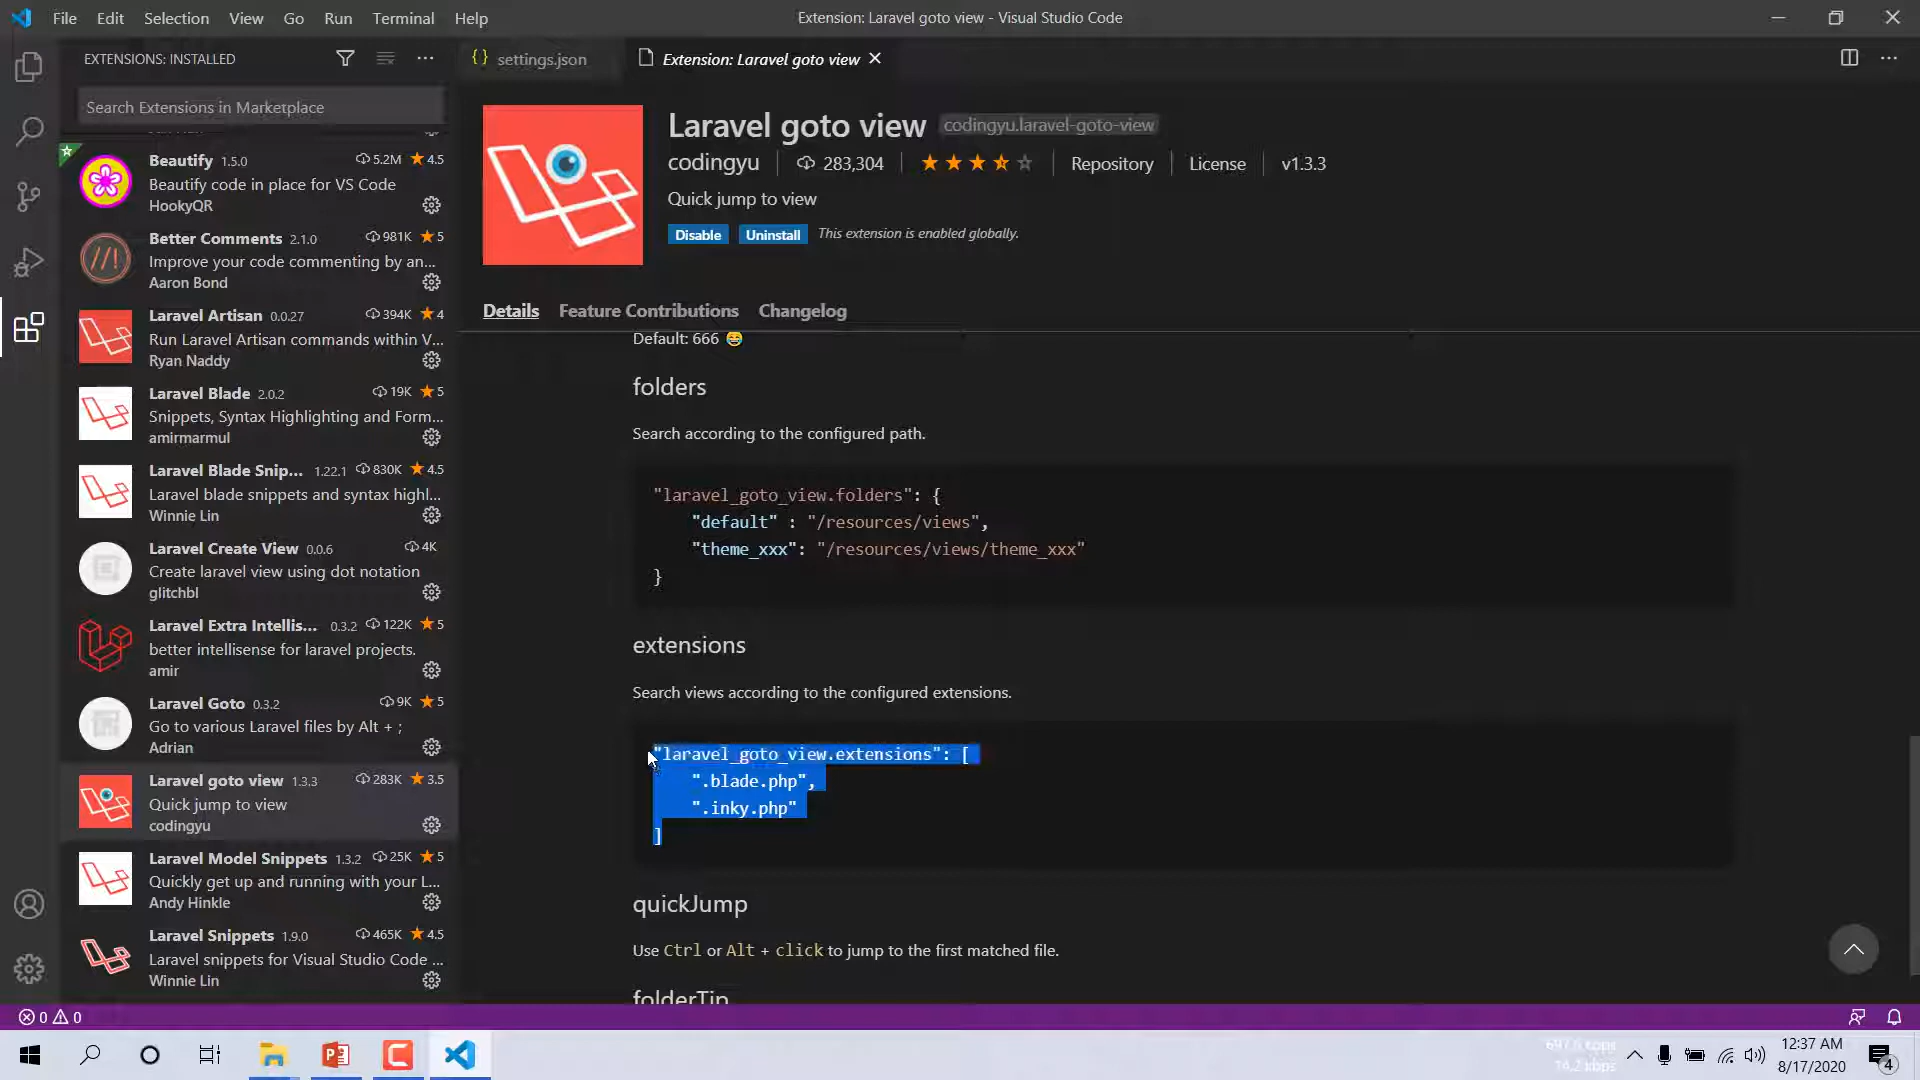 File Edit Selection View Go Run Terminal Help
Extension: Laravel goto view - Visual Studio Code
EXTENSIONS: INSTALLED
{} settings.json
Extension: Laravel goto view
Search Extensions in Marketplace
Beautify 1.5.0 5.2M 4.5
Beautify code in place for VS Code
HookyQR
Better Comments 2.1.0 981K 5
Improve your code commenting by an...
Aaron Bond
Laravel Artisan 0.0.27 394K 4
Run Laravel Artisan commands within V...
Ryan Naddy
Laravel Blade 2.0.2 19K 5
Snippets, Syntax Highlighting and Form...
amirmarmul
Laravel Blade Snip... 1.22.1 830K 4.5
Laravel blade snippets and syntax highl...
Winnie Lin
Laravel Create View 0.0.6 4K
Create laravel view using dot notation
glitchbl
Laravel Extra Intellis... 0.3.2 122K 5
better intellisense for laravel projects.
amir
Laravel Goto 0.3.2 9K 5
Go to various Laravel files by Alt + ;
Adrian
Laravel goto view 1.3.3 283K 3.5
Quick jump to view
codingyu
Laravel Model Snippets 1.3.2 25K 5
Quickly get up and running with your L...
Andy Hinkle
Laravel Snippets 1.9.0 465K 4.5
Laravel snippets for Visual Studio Code ...
Winnie Lin
Laravel goto view codingyu.laravel-goto-view
codingyu 283,304 Repository License v1.3.3
Quick jump to view
Disable Uninstall This extension is enabled globally.
Details Feature Contributions Changelog
Default: 666 😂
folders
Search according to the configured path.
"laravel_goto_view.folders": {
"default" : "/resources/views",
"theme_xxx": "/resources/views/theme_xxx"
}
extensions
Search views according to the configured extensions.
"laravel_goto_view.extensions": [
".blade.php",
".inky.php"
]
quickJump
Use Ctrl or Alt + click to jump to the first matched file.
folderTip
0 0
12:37 AM
8/17/2020
4